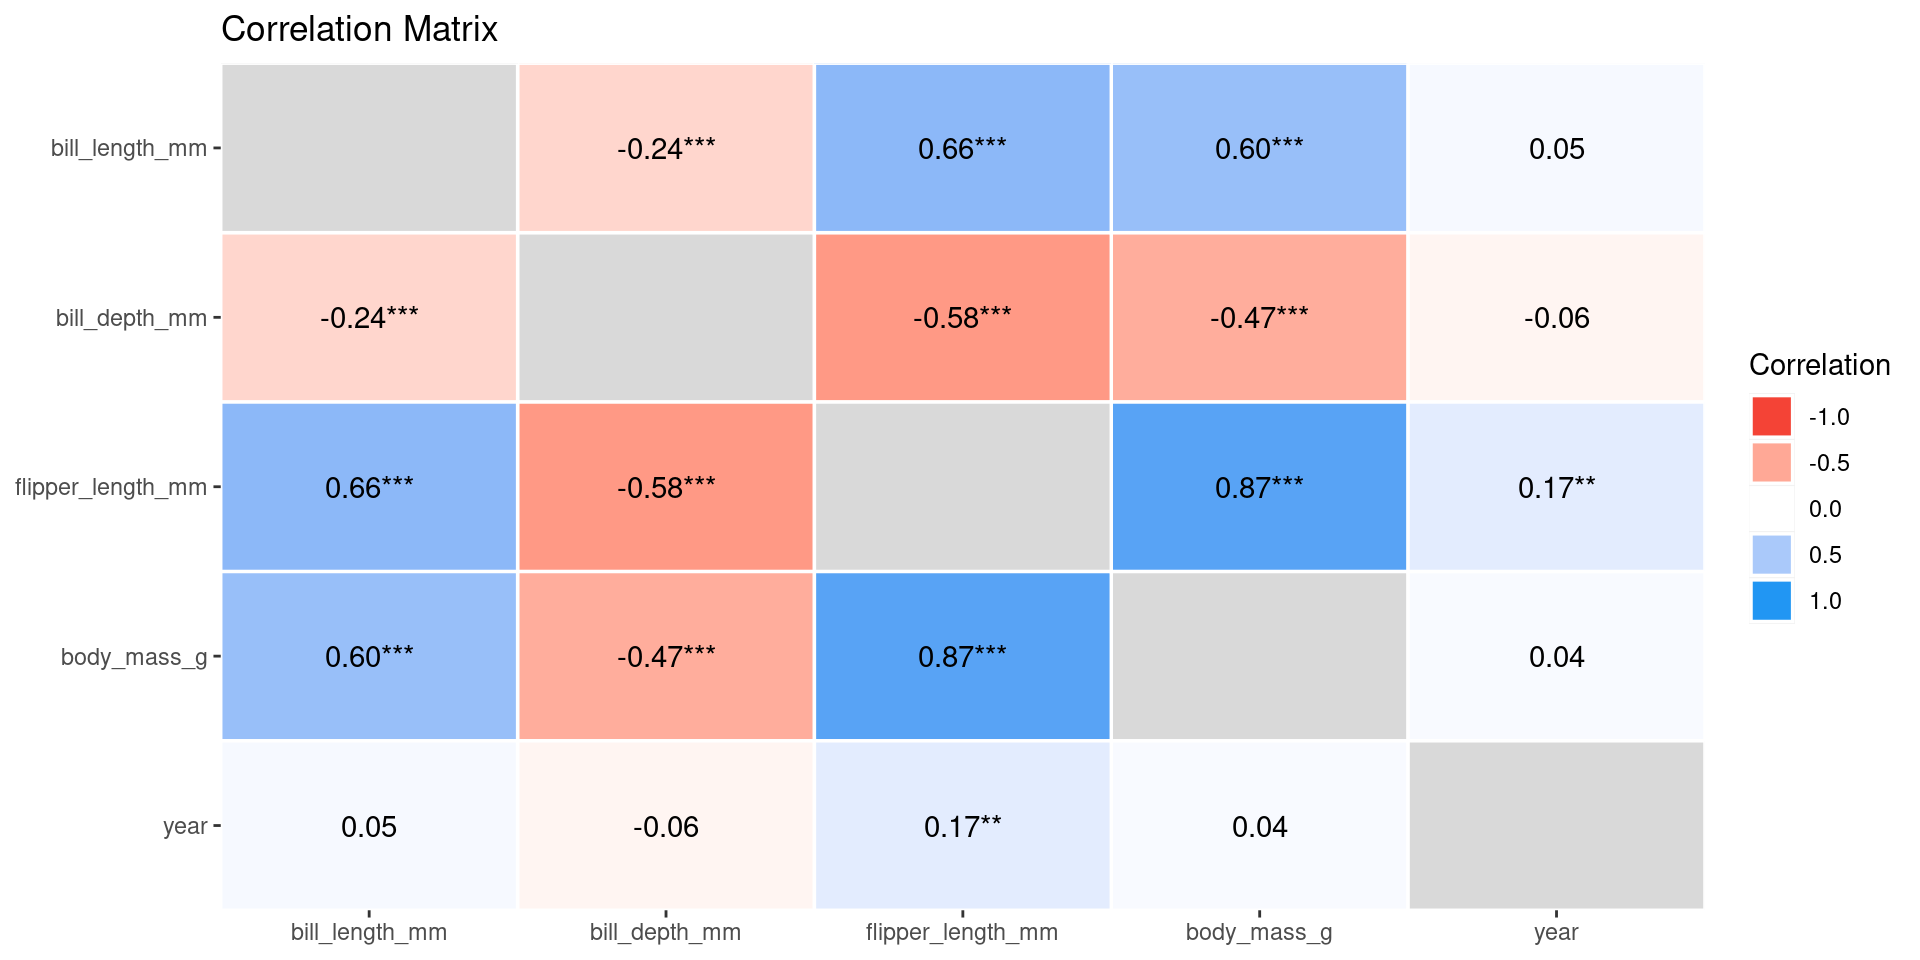 Correlation Matrix
bill_length_mm -0.24*** 0.66*** 0.60*** 0.05
bill_depth_mm -0.24*** -0.58*** -0.47*** -0.06
flipper_length_mm 0.66*** -0.58*** 0.87*** 0.17**
body_mass_g 0.60*** -0.47*** 0.87*** 0.04
year 0.05 -0.06 0.17** 0.04
bill_length_mm bill_depth_mm flipper_length_mm body_mass_g year
Correlation
-1.0
-0.5
0.0
0.5
1.0